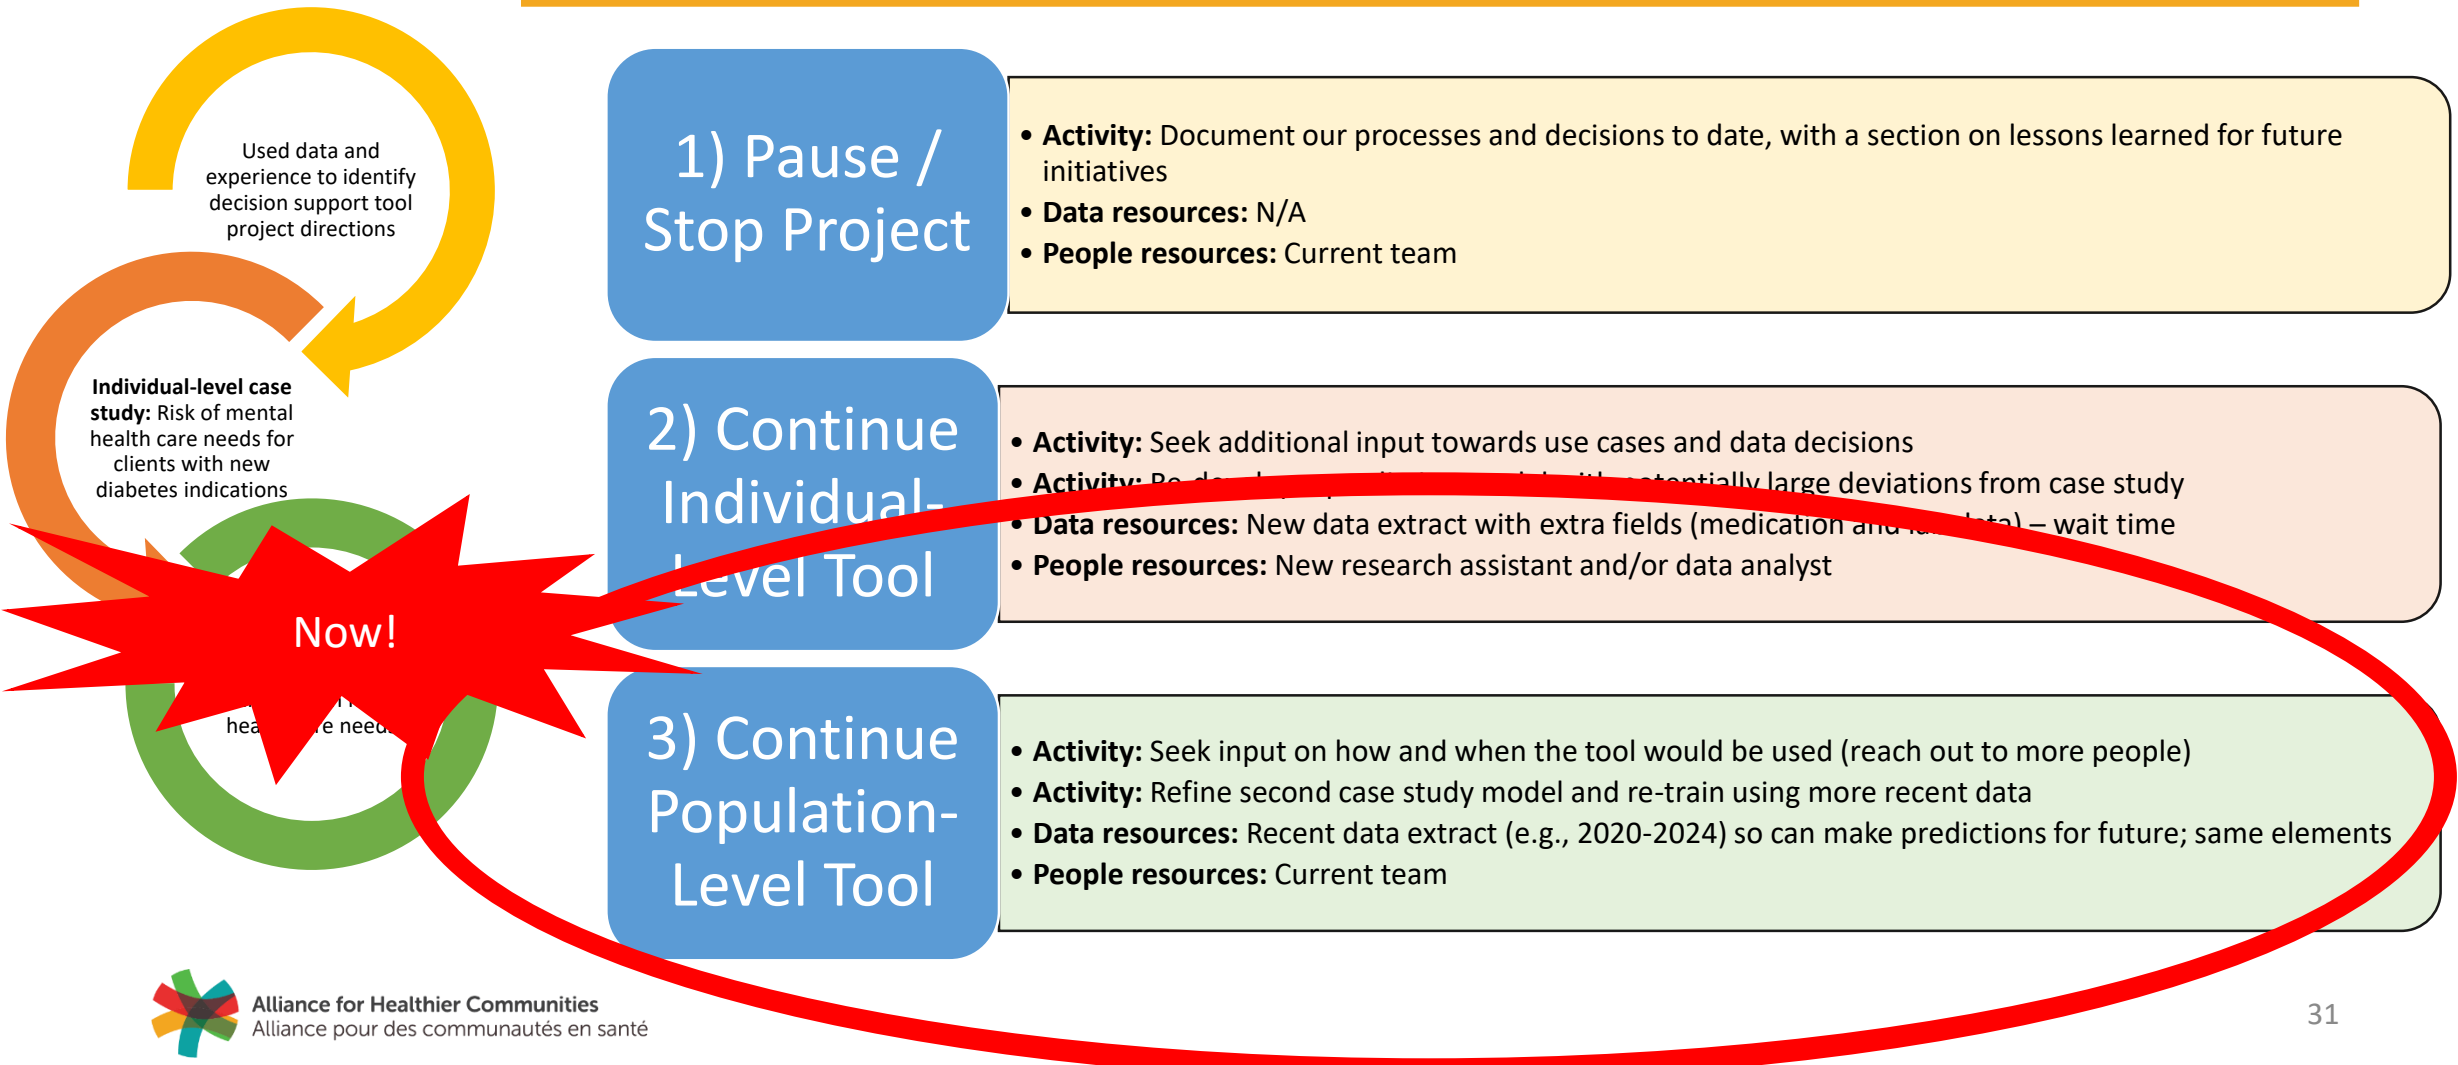 Used data and
experience to identify
decision support tool
project directions
Individual-level case
study: Risk of mental
health care needs for
clients with new
diabetes indications
Now!
need
1) Pause /
Stop Project
• Activity: Document our processes and decisions to date, with a section on lessons learned for future
initiatives
• Data resources: N/A
• People resources: Current team
2) Continue
Individual-
Level Tool
• Activity: Seek additional input towards use cases and data decisions
• Activity: potentially large deviations from case study
• Data resources: New data extract with extra fields (medication and data) – wait time
• People resources: New research assistant and/or data analyst
3) Continue
Population-
Level Tool
• Activity: Seek input on how and when the tool would be used (reach out to more people)
• Activity: Refine second case study model and re-train using more recent data
• Data resources: Recent data extract (e.g., 2020-2024) so can make predictions for future; same elements
• People resources: Current team
Alliance for Healthier Communities
Alliance pour des communautés en santé
31